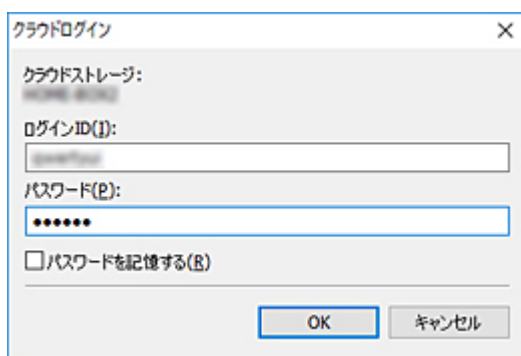 クラウドログイン
クラウドストレージ:
ログインID(I):
パスワード(P):
●●●●●●
パスワードを記憶する(R)
OK
キャンセル